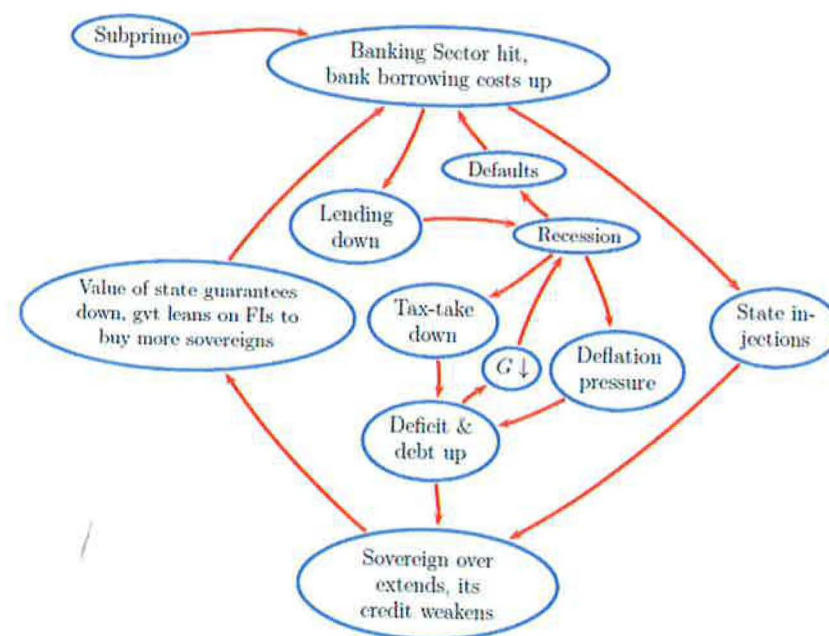 Subprime
Banking Sector hit,
bank borrowing costs up
Defaults
Lending
down
Recession
Value of state guarantees
down, gvt leans on FIs to
buy more sovereigns
Tax-take
down
State in-
jections
G ↓
Deflation
pressure
Deficit &
debt up
Sovereign over
extends, its
credit weakens